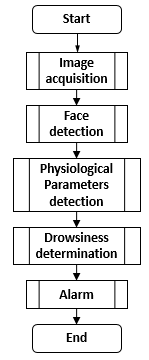 Start
Image
acquisition
Face
detection
Physiological
Parameters
detection
Drowsiness
determination
Alarm
End